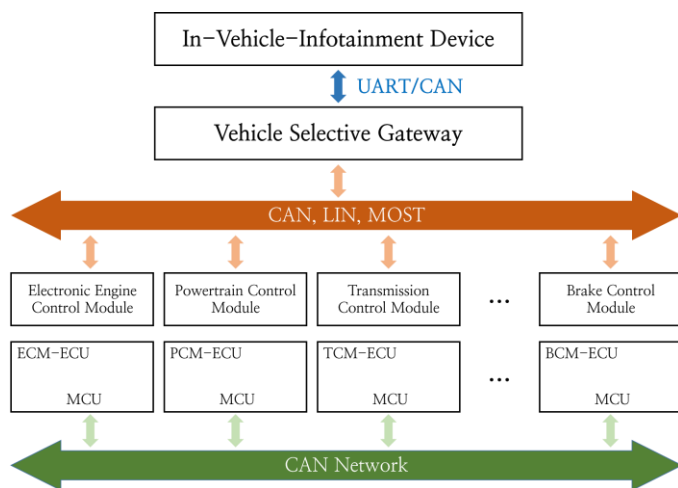 In-Vehicle-Infotainment Device
UART/CAN
Vehicle Selective Gateway
CAN, LIN, MOST
Electronic Engine
Control Module
Powertrain Control
Module
Transmission
Control Module
...
Brake Control
Module
ECM-ECU
MCU
PCM-ECU
MCU
TCM-ECU
MCU
...
BCM-ECU
MCU
CAN Network